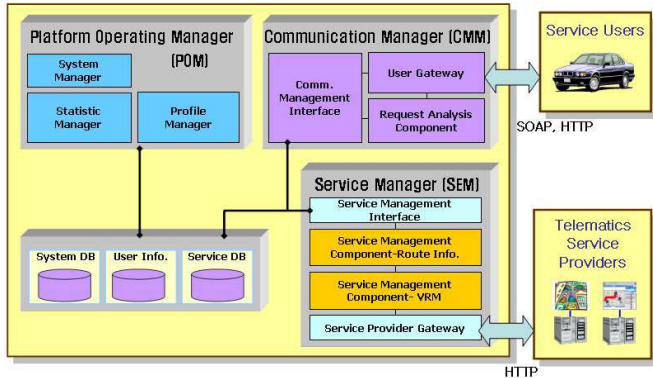 Platform Operating Manager
(POM)
System
Manager
Statistic
Manager
Profile
Manager
Communication Manager (CMM)
Comm.
Management
Interface
User Gateway
Request Analysis
Component
Service Users
SOAP, HTTP
Service Manager (SEM)
Service Management
Interface
Service Management
Component-Route Info.
Service Management
Component- VRM
Service Provider Gateway
System DB
User Info.
Service DB
Telematics
Service
Providers
HTTP